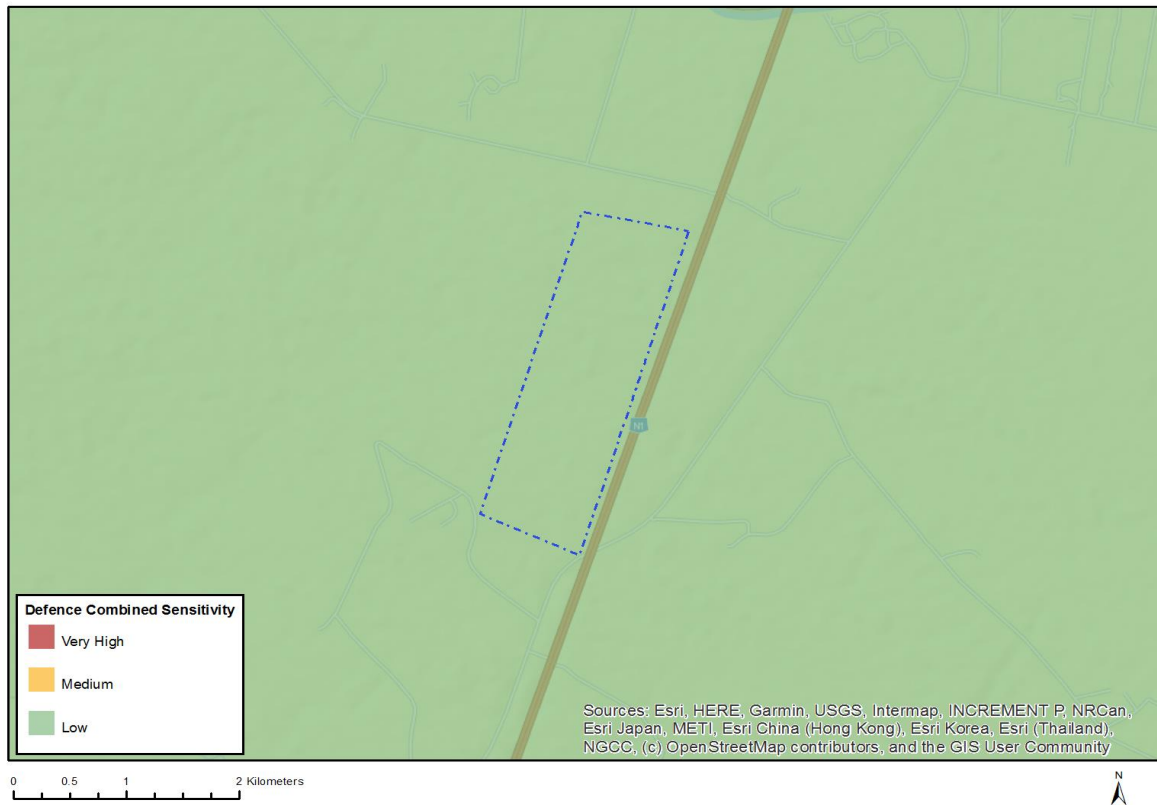 N1
Defence Combined Sensitivity
Very High
Medium
Low
Sources: Esri, HERE, Garmin, USGS, Intermap, INCREMENT P, NRCan,
Esri Japan, METI, Esri China (Hong Kong), Esri Korea, Esri (Thailand),
NGCC, (c) OpenStreetMap contributors, and the GIS User Community
0 0.5 1 2 Kilometers
N